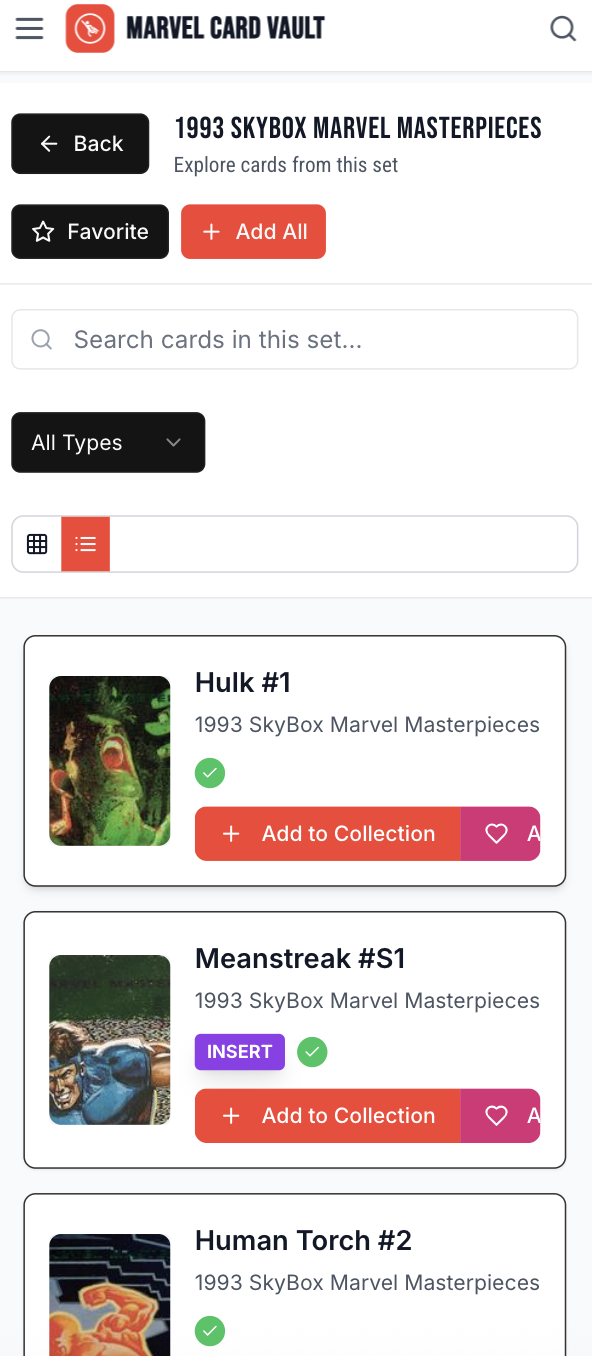 MARVEL CARD VAULT
Back
1993 SKYBOX MARVEL MASTERPIECES
Explore cards from this set
Favorite
Add All
Search cards in this set...
All Types
Hulk #1
1993 SkyBox Marvel Masterpieces
Add to Collection
A
Meanstreak #S1
1993 SkyBox Marvel Masterpieces
INSERT
Add to Collection
A
Human Torch #2
1993 SkyBox Marvel Masterpieces